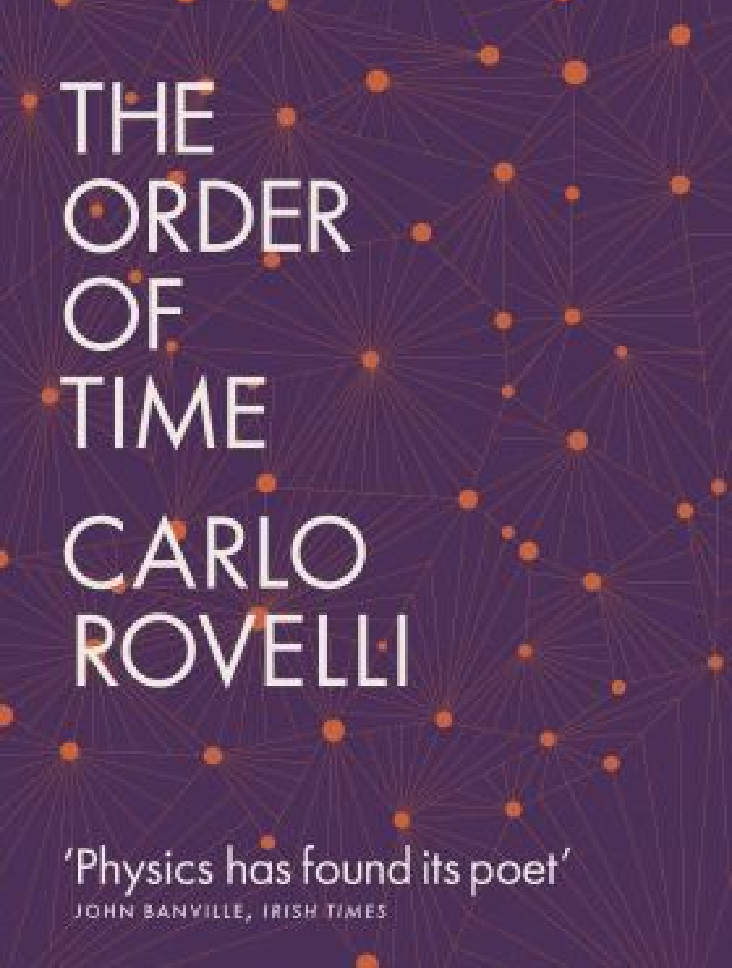 THE
ORDER
OF
TIME
CARLO
ROVELLI
‘Physics has found its poet’
JOHN BANVILLE, IRISH TIMES